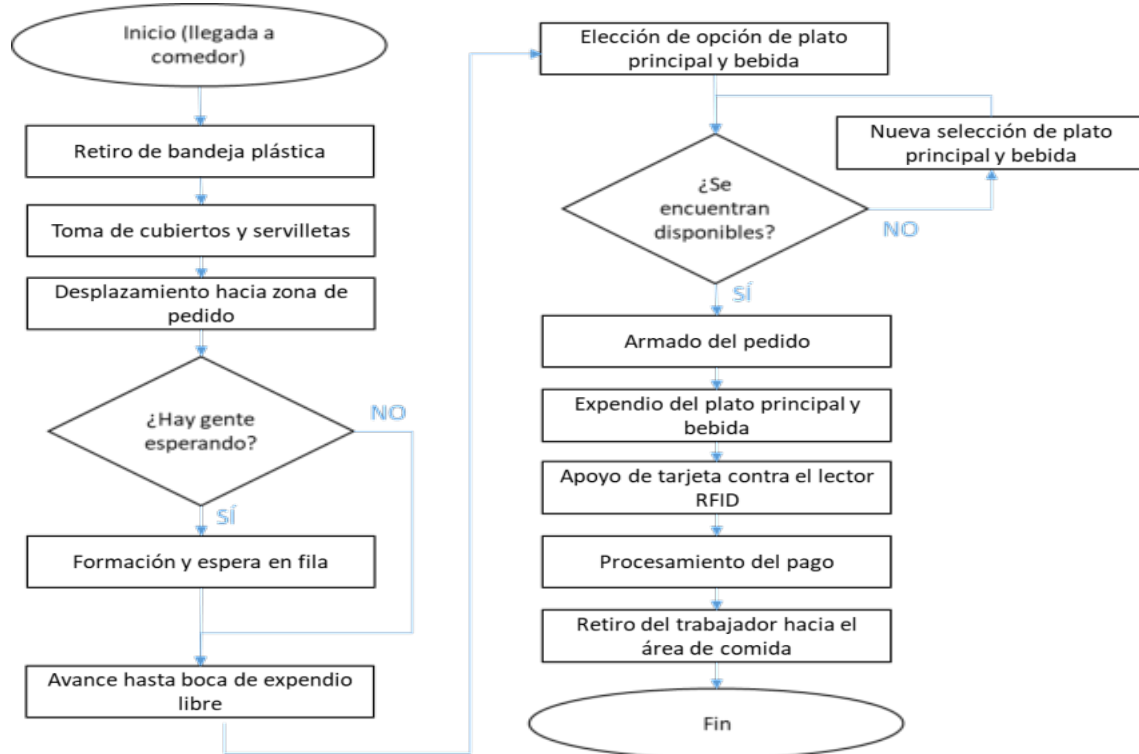 Inicio (llegada a
comedor)
Retiro de bandeja plástica
Toma de cubiertos y servilletas
Desplazamiento hacia zona de
pedido
¿Hay gente
esperando?
NO
SÍ
Formación y espera en fila
Avance hasta boca de expendio
libre
Elección de opción de plato
principal y bebida
Nueva selección de plato
principal y bebida
¿Se
encuentran
disponibles?
NO
SÍ
Armado del pedido
Expendio del plato principal y
bebida
Apoyo de tarjeta contra el lector
RFID
Procesamiento del pago
Retiro del trabajador hacia el
área de comida
Fin